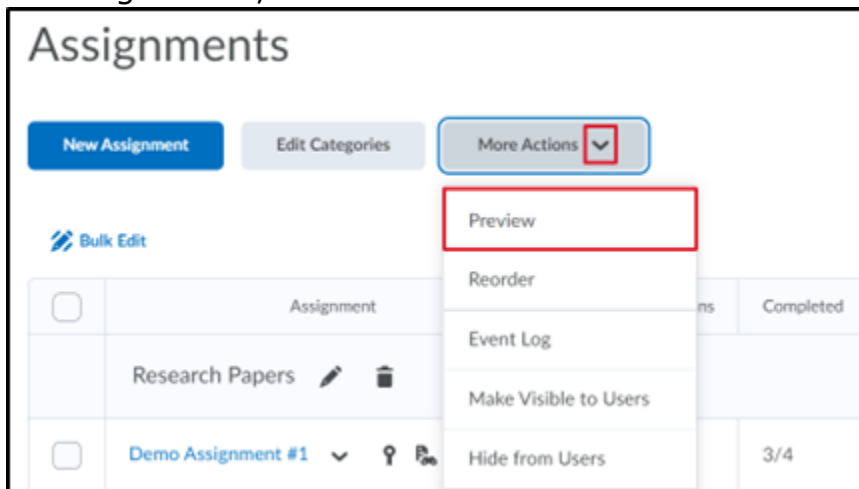 Assignments
New Assignment Edit Categories More Actions
Preview
Bulk Edit
Reorder
Assignment ns Completed
Event Log
Research Papers
Make Visible to Users
Demo Assignment #1 Hide from Users 3/4